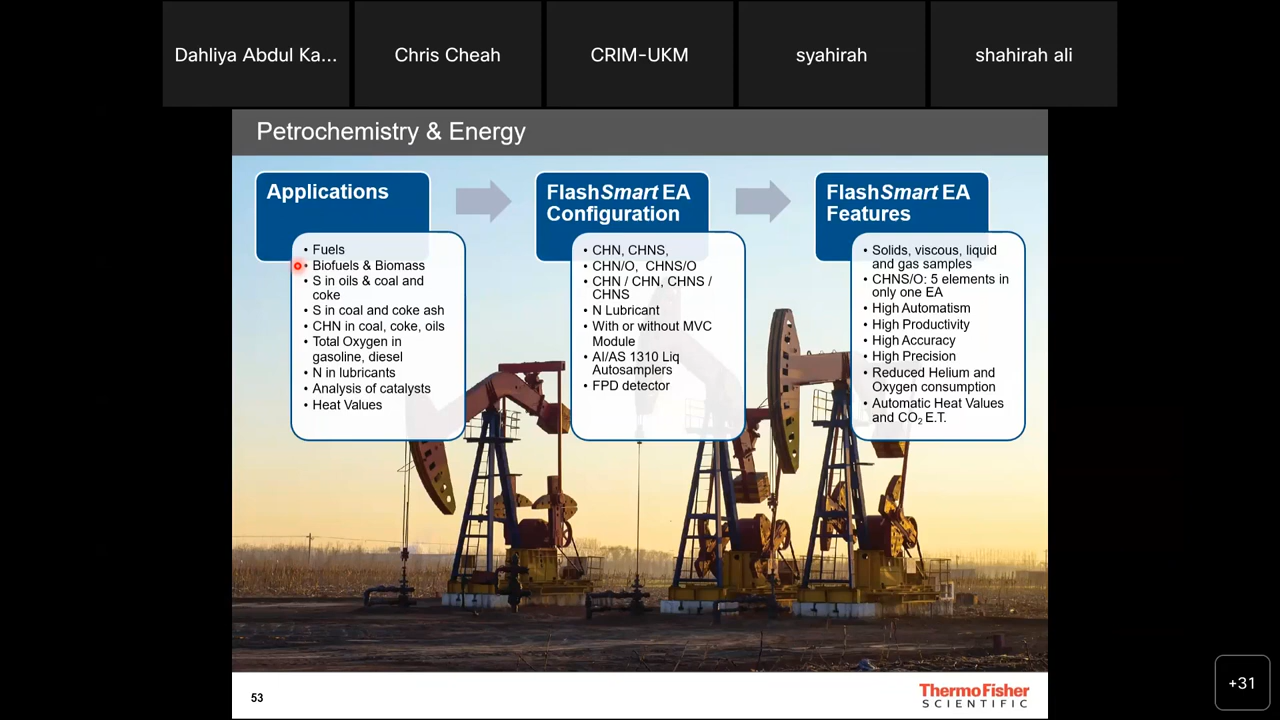 Dahliya Abdul Ka...
Chris Cheah
CRIM-UKM
syahirah
shahirah ali
Petrochemistry & Energy
Applications
• Fuels
• Biofuels & Biomass
• S in oils & coal and
coke
• S in coal and coke ash
• CHN in coal, coke, oils
• Total Oxygen in
gasoline, diesel
• N in lubricants
• Analysis of catalysts
• Heat Values
FlashSmart EA
Configuration
• CHN, CHNS,
• CHN/O, CHNS/O
• CHN / CHN, CHNS /
CHNS
• N Lubricant
• With or without MVC
Module
• AI/AS 1310 Liq
Autosamplers
• FPD detector
FlashSmart EA
Features
• Solids, viscous, liquid
and gas samples
• CHNS/O: 5 elements in
only one EA
• High Automatism
• High Productivity
• High Accuracy
• High Precision
• Reduced Helium and
Oxygen consumption
• Automatic Heat Values
and CO₂ E.T.
53
ThermoFisher
SCIENTIFIC
+31